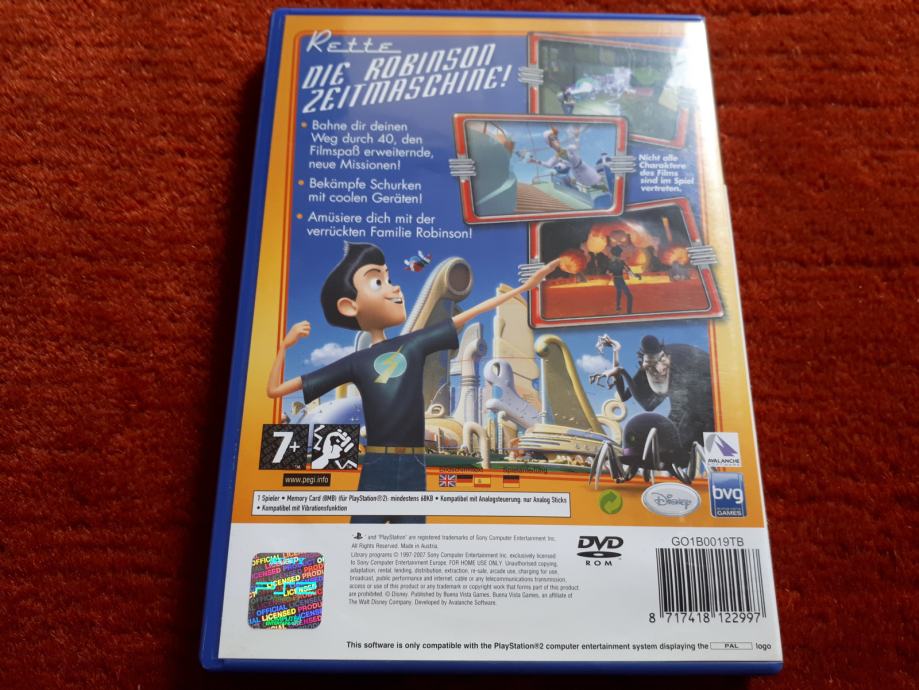 Rette
DIE ROBINSON
ZEITMASCHINE!
• Bahne dir deinen
Weg durch 40, den
Filmspaß erweiternde,
neue Missionen!
• Bekämpfe Schurken
mit coolen Geräten!
• Amüsiere dich mit der
verrückten Familie Robinson!
Nicht alle
Charaktere
des Films
sind im Spiel
vertreten.
7+
www.pegi.info
Spielanleitung
1 Spieler • Memory Card (8MB) (für PlayStation®2): mindestens 68KB • Kompatibel mit Analogsteuerung: nur Analog Sticks
• Kompatibel mit Vibrationsfunktion
AVALANCHE
Disney
bvg
GAMES
and "PlayStation" are registered trademarks of Sony Computer Entertainment Inc.
All Rights Reserved. Made in Austria.
Library programs © 1997-2007 Sony Computer Entertainment Inc. exclusively licensed
to Sony Computer Entertainment Europe. FOR HOME USE ONLY. Unauthorised copying,
adaptation, rental, lending, distribution, extraction, re-sale, arcade use, charging for use,
broadcast, public performance and internet, cable or any telecommunications transmission,
access or use of this product or any trademark or copyright work that forms part of this product
are prohibited. © Disney. Published by Buena Vista Games. Buena Vista Games, an affiliate of
The Walt Disney Company. Developed by Avalanche Software.
DVD
ROM
GO1B0019TB
8 717418 122997
OFFICIAL LICENSED PRODUCT
This software is only compatible with the PlayStation®2 computer entertainment system displaying the PAL logo